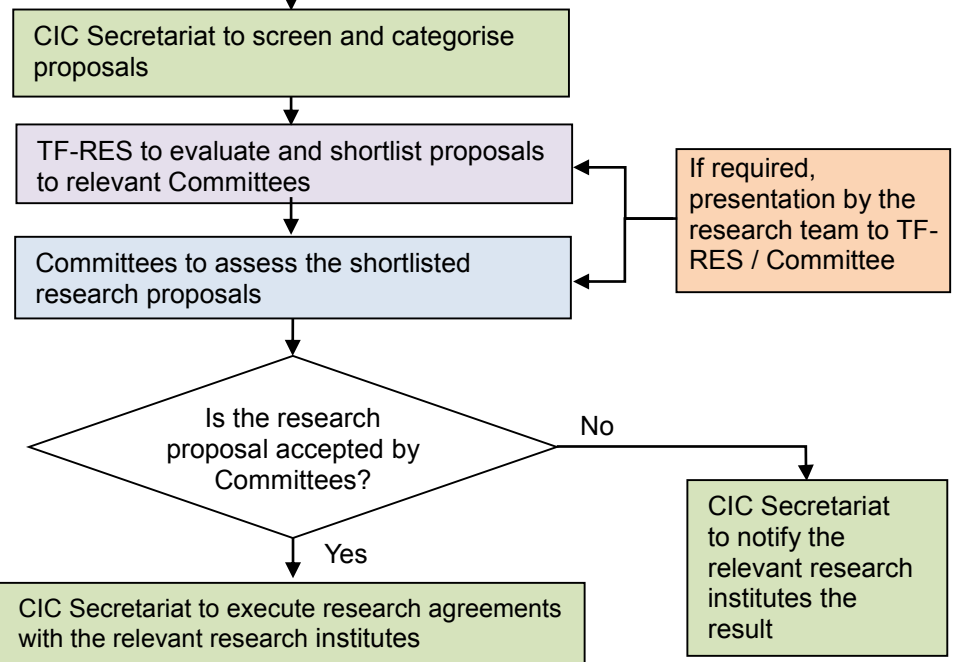 CIC Secretariat to screen and categorise
proposals
TF-RES to evaluate and shortlist proposals
to relevant Committees
If required,
presentation by the
research team to TF-
RES / Committee
Committees to assess the shortlisted
research proposals
Is the research
proposal accepted by
Committees?
No
Yes
CIC Secretariat
to notify the
relevant research
institutes the
result
CIC Secretariat to execute research agreements
with the relevant research institutes